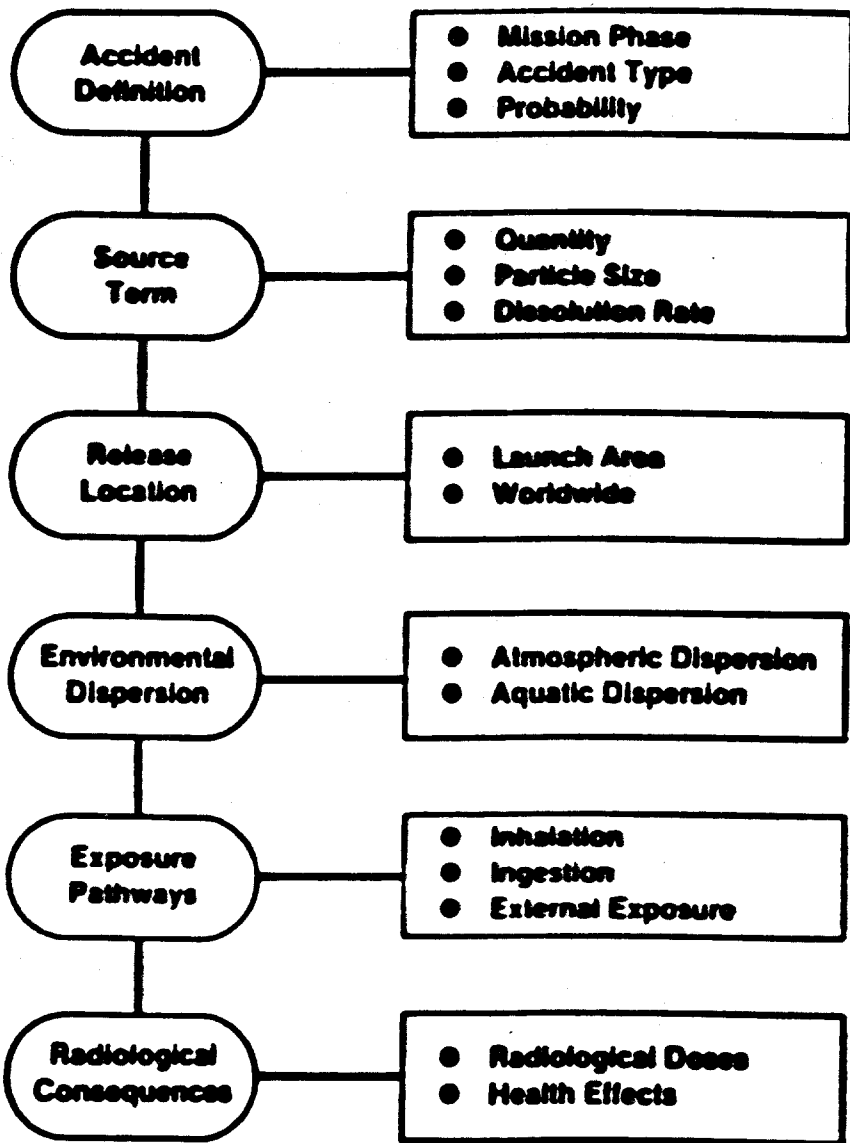 Accident
Definition
● Mission Phase
● Accident Type
● Probability
Source
Term
● Quantity
● Particle Size
● Dissolution Rate
Release
Location
● Launch Area
● Worldwide
Environmental
Dispersion
● Atmospheric Dispersion
● Aquatic Dispersion
Exposure
Pathways
● Inhalation
● Ingestion
● External Exposure
Radiological
Consequences
● Radiological Doses
● Health Effects